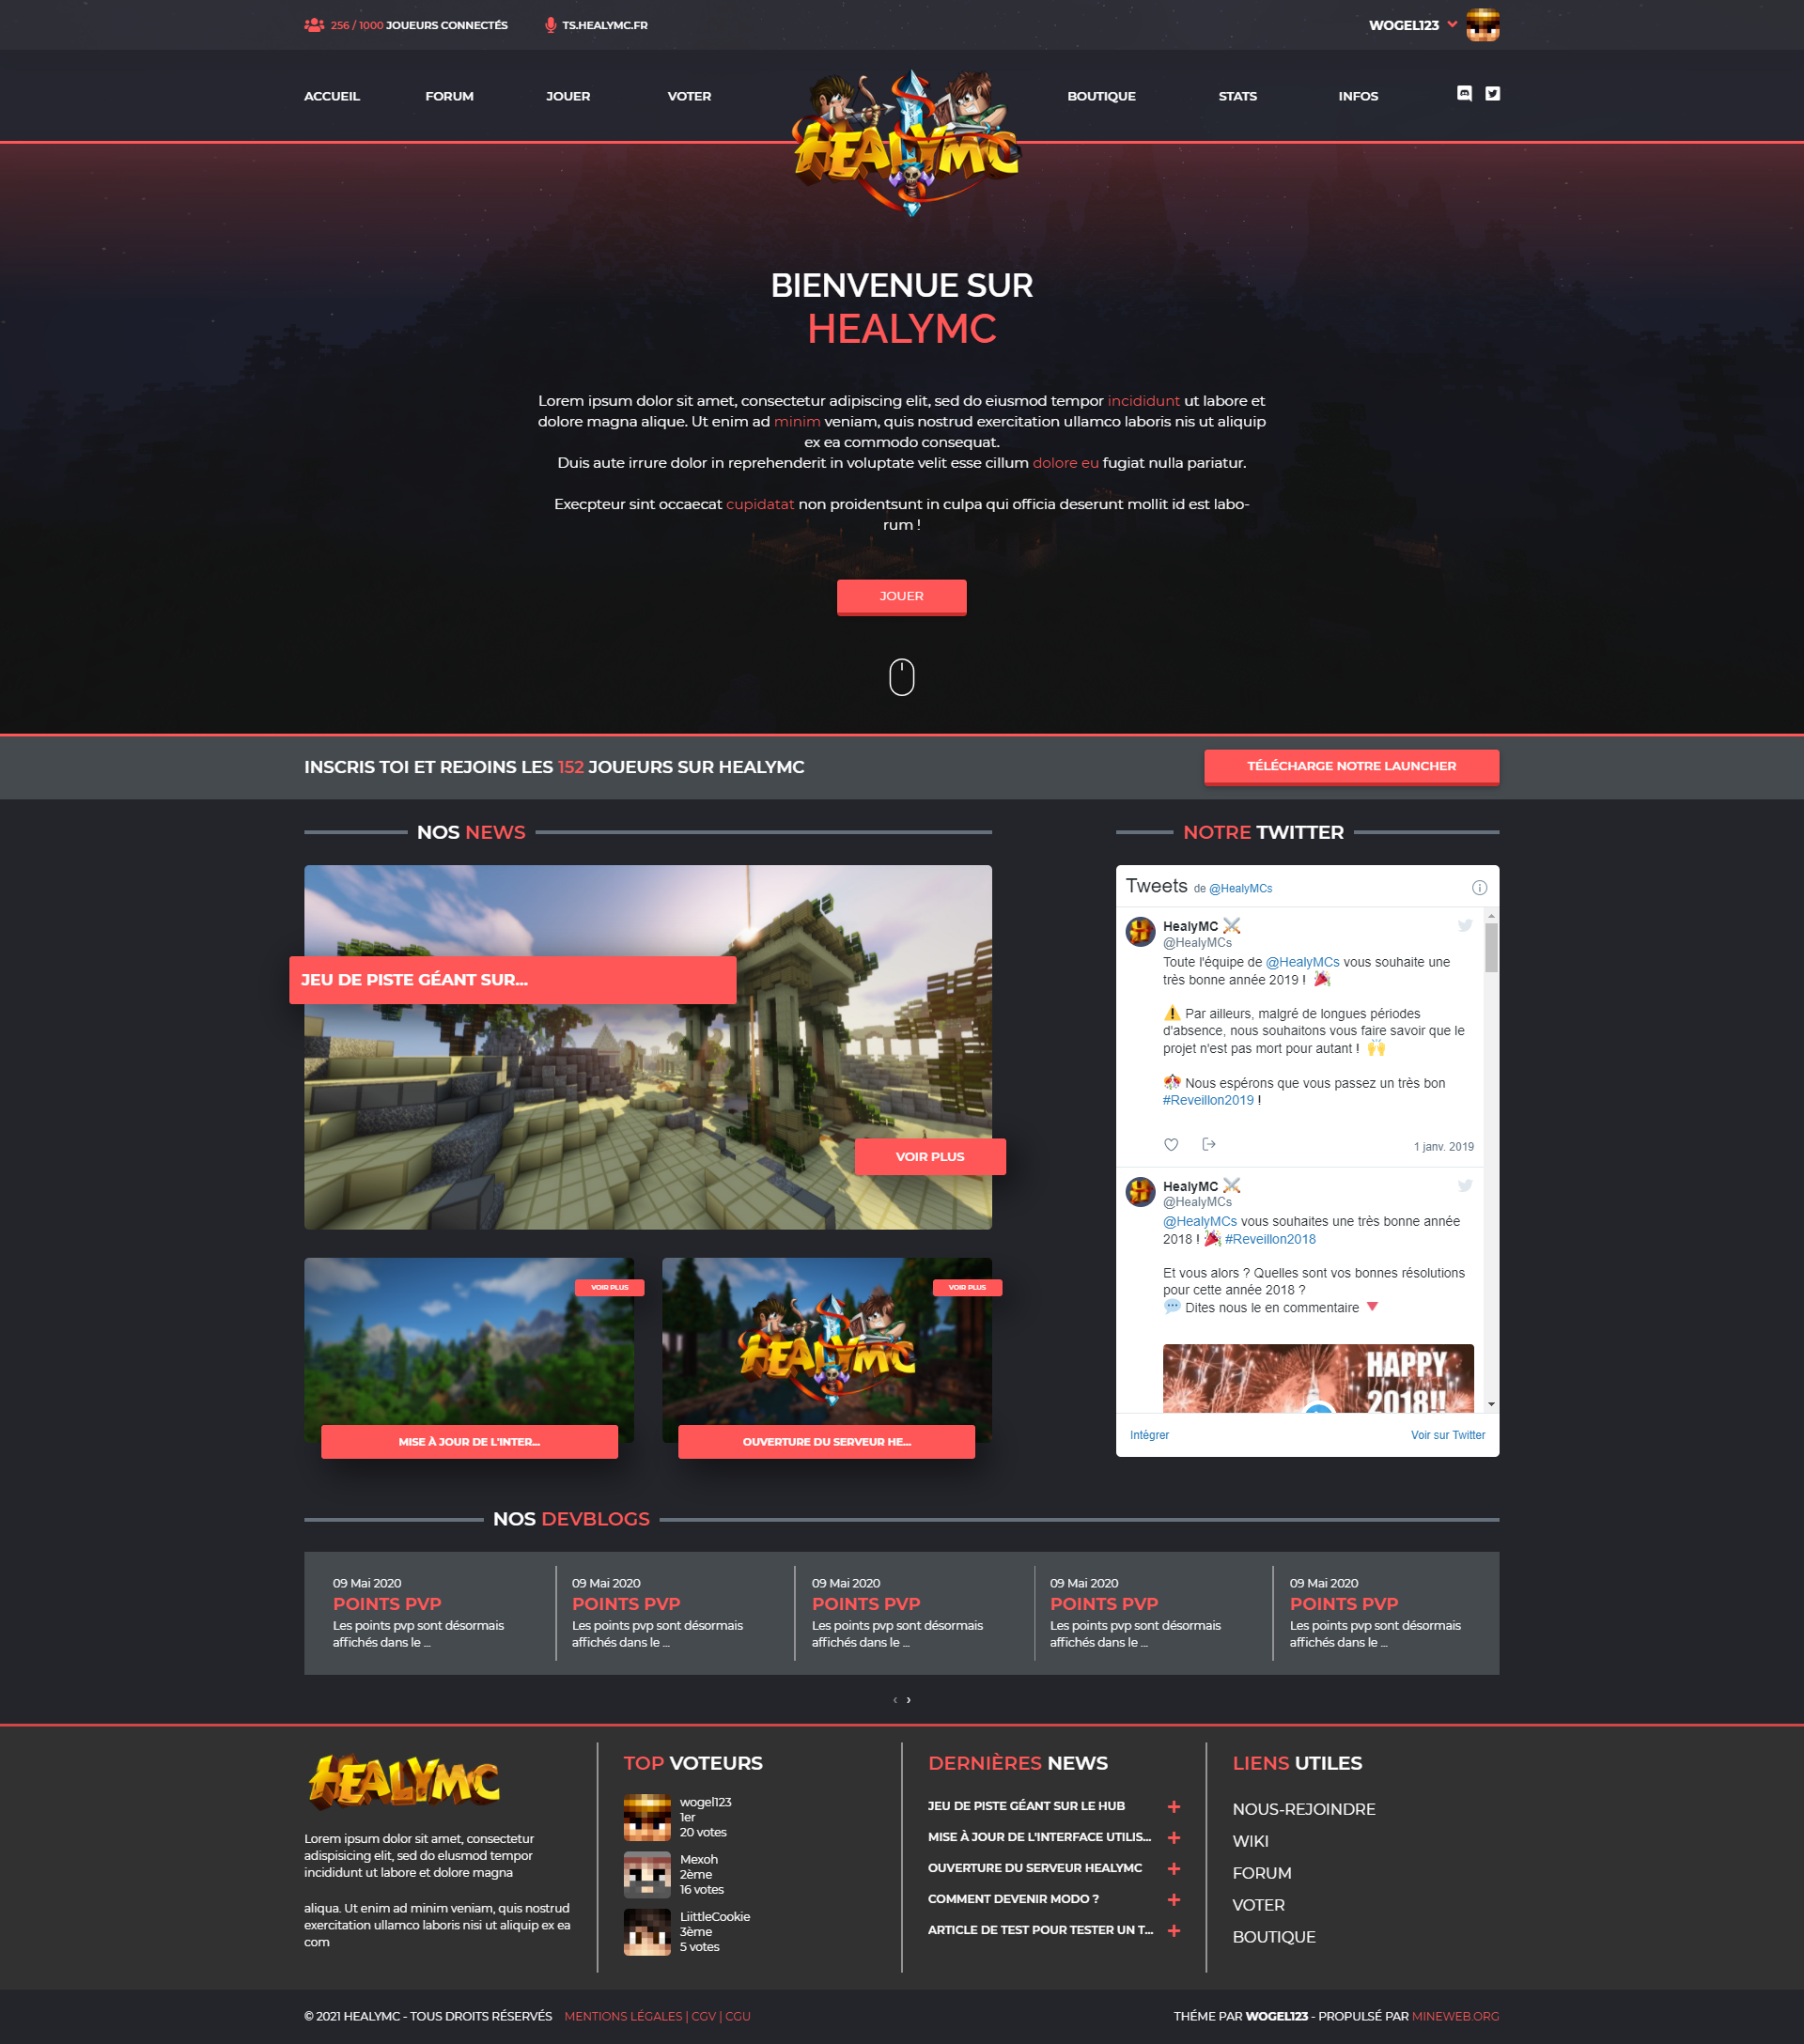 256 / 1000 JOUEURS CONNECTÉS
TS.HEALYMC.FR
WOGEL123
ACCUEIL
FORUM
JOUER
VOTER
HEALYMC
BOUTIQUE
STATS
INFOS
BIENVENUE SUR
HEALYMC
Lorem ipsum dolor sit amet, consectetur adipiscing elit, sed do eiusmod tempor incididunt ut labore et
dolore magna alique. Ut enim ad minim veniam, quis nostrud exercitation ullamco laboris nis ut aliquip
ex ea commodo consequat.
Duis aute irrure dolor in reprehenderit in voluptate velit esse cillum dolore eu fugiat nulla pariatur.
Execpteur sint occaecat cupidatat non proidentsunt in culpa qui officia deserunt mollit id est labo-
rum !
JOUER
INSCRIS TOI ET REJOINS LES 152 JOUEURS SUR HEALYMC
TÉLÉCHARGE NOTRE LAUNCHER
NOS NEWS
JEU DE PISTE GÉANT SUR...
VOIR PLUS
VOIR PLUS
MISE À JOUR DE L'INTER...
VOIR PLUS
HEALYMC
OUVERTURE DU SERVEUR HE...
NOTRE TWITTER
Tweets de @HealyMCs
HealyMC ⚔️
@HealyMCs
Toute l'équipe de @HealyMCs vous souhaite une
très bonne année 2019 ! 🎉
⚠️ Par ailleurs, malgré de longues périodes
d'absence, nous souhaitons vous faire savoir que le
projet n'est pas mort pour autant ! 🙌
🎊 Nous espérons que vous passez un très bon
#Reveillon2019 !
1 janv. 2019
HealyMC ⚔️
@HealyMCs
@HealyMCs vous souhaites une très bonne année
2018 ! 🎉 #Reveillon2018
Et vous alors ? Quelles sont vos bonnes résolutions
pour cette année 2018 ?
💬 Dites nous le en commentaire 🔻
HAPPY
2018!!
Intégrer
Voir sur Twitter
NOS DEVBLOGS
09 Mai 2020
POINTS PVP
Les points pvp sont désormais
affichés dans le ...
09 Mai 2020
POINTS PVP
Les points pvp sont désormais
affichés dans le ...
09 Mai 2020
POINTS PVP
Les points pvp sont désormais
affichés dans le ...
09 Mai 2020
POINTS PVP
Les points pvp sont désormais
affichés dans le ...
09 Mai 2020
POINTS PVP
Les points pvp sont désormais
affichés dans le ...
‹ ›
HEALYMC
Lorem ipsum dolor sit amet, consectetur
adispisicing elit, sed do elusmod tempor
incididunt ut labore et dolore magna
aliqua. Ut enim ad minim veniam, quis nostrud
exercitation ullamco laboris nisi ut aliquip ex ea
com
TOP VOTEURS
wogel123
1er
20 votes
Mexoh
2ème
16 votes
LiittleCookie
3ème
5 votes
DERNIÈRES NEWS
JEU DE PISTE GÉANT SUR LE HUB +
MISE À JOUR DE L'INTERFACE UTILIS... +
OUVERTURE DU SERVEUR HEALYMC +
COMMENT DEVENIR MODO ? +
ARTICLE DE TEST POUR TESTER UN T... +
LIENS UTILES
NOUS-REJOINDRE
WIKI
FORUM
VOTER
BOUTIQUE
© 2021 HEALYMC - TOUS DROITS RÉSERVÉS MENTIONS LÉGALES | CGV | CGU
THÉME PAR WOGEL123 - PROPULSÉ PAR MINEWEB.ORG